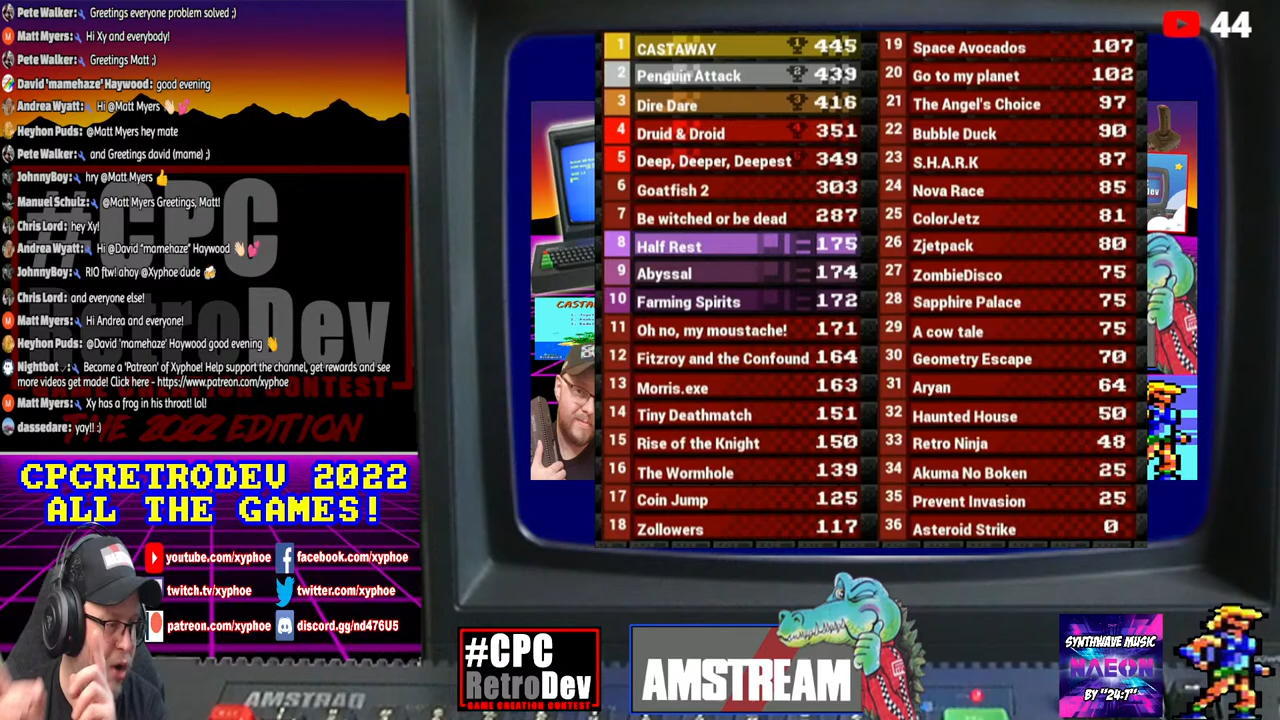 Pete Walker: Greetings everyone problem solved ;)
Matt Myers: Hi Xy and everybody!
Pete Walker: Greetings Matt ;)
David 'mamehaze' Haywood: good evening
Andrea Wyatt: Hi @Matt Myers
Heyhon Puds: @Matt Myers hey mate
Pete Walker: and Greetings david (mame) ;)
JohnnyBoy: hry @Matt Myers
Manuel Schulz: @Matt Myers Greetings, Matt!
Chris Lord: hey Xy!
Andrea Wyatt: Hi @David "mamehaze" Haywood
JohnnyBoy: RIO ftw! ahoy @Xyphoe dude
Chris Lord: and everyone else!
Matt Myers: Hi Andrea and everyone!
Heyhon Puds: @David 'mamehaze' Haywood good evening
Nightbot: Become a 'Patreon' of Xyphoe! Help support the channel, get rewards and see
more videos get made! Click here - https://www.patreon.com/xyphoe
Matt Myers: Xy has a frog in his throat! lol!
dassedare: yay!! :)
#CPC
RetroDev
GAME CREATION CONTEST
THE 2022 EDITION
CPCRETRODEV 2022
ALL THE GAMES!
youtube.com/xyphoe
facebook.com/xyphoe
twitch.tv/xyphoe
twitter.com/xyphoe
patreon.com/xyphoe
discord.gg/nd476U5
44
1 CASTAWAY 445
2 Penguin Attack 439
3 Dire Dare 416
4 Druid & Droid 351
5 Deep, Deeper, Deepest 349
6 Goatfish 2 303
7 Be witched or be dead 287
8 Half Rest 175
9 Abyssal 174
10 Farming Spirits 172
11 Oh no, my moustache! 171
12 Fitzroy and the Confound 164
13 Morris.exe 163
14 Tiny Deathmatch 151
15 Rise of the Knight 150
16 The Wormhole 139
17 Coin Jump 125
18 Zollowers 117
19 Space Avocados 107
20 Go to my planet 102
21 The Angel's Choice 97
22 Bubble Duck 90
23 S.H.A.R.K 87
24 Nova Race 85
25 ColorJetz 81
26 Zjetpack 80
27 ZombieDisco 75
28 Sapphire Palace 75
29 A cow tale 75
30 Geometry Escape 70
31 Aryan 64
32 Haunted House 50
33 Retro Ninja 48
34 Akuma No Boken 25
35 Prevent Invasion 25
36 Asteroid Strike 0
AMSTRAD
#CPC
RetroDev
GAME CREATION CONTEST
AMSTREAM
SYNTHWAVE MUSIC
NAEON
BY "24:7"